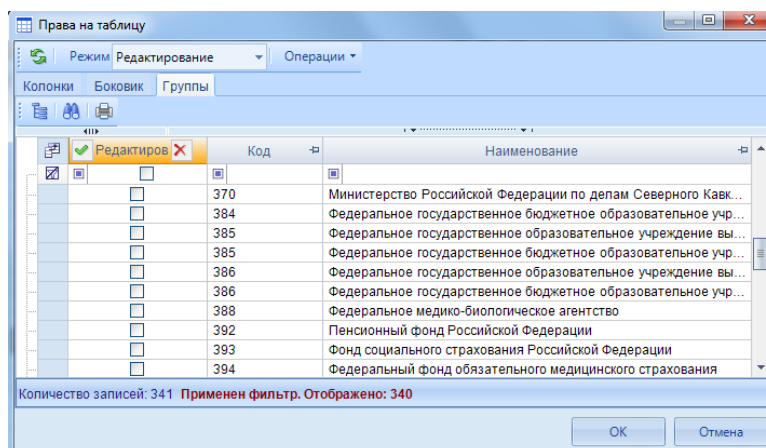 Права на таблицу
Режим Редактирование Операции
Колонки Боковик Группы
Редактиров Код Наименование
370 Министерство Российской Федерации по делам Северного Кавк...
384 Федеральное государственное бюджетное образовательное учр...
385 Федеральное государственное образовательное учреждение вы...
385 Федеральное государственное бюджетное образовательное учр...
386 Федеральное государственное образовательное учреждение вы...
386 Федеральное государственное бюджетное образовательное учр...
388 Федеральное медико-биологическое агентство
392 Пенсионный фонд Российской Федерации
393 Фонд социального страхования Российской Федерации
394 Федеральный фонд обязательного медицинского страхования
Количество записей: 341 Применен фильтр. Отображено: 340
ОК Отмена